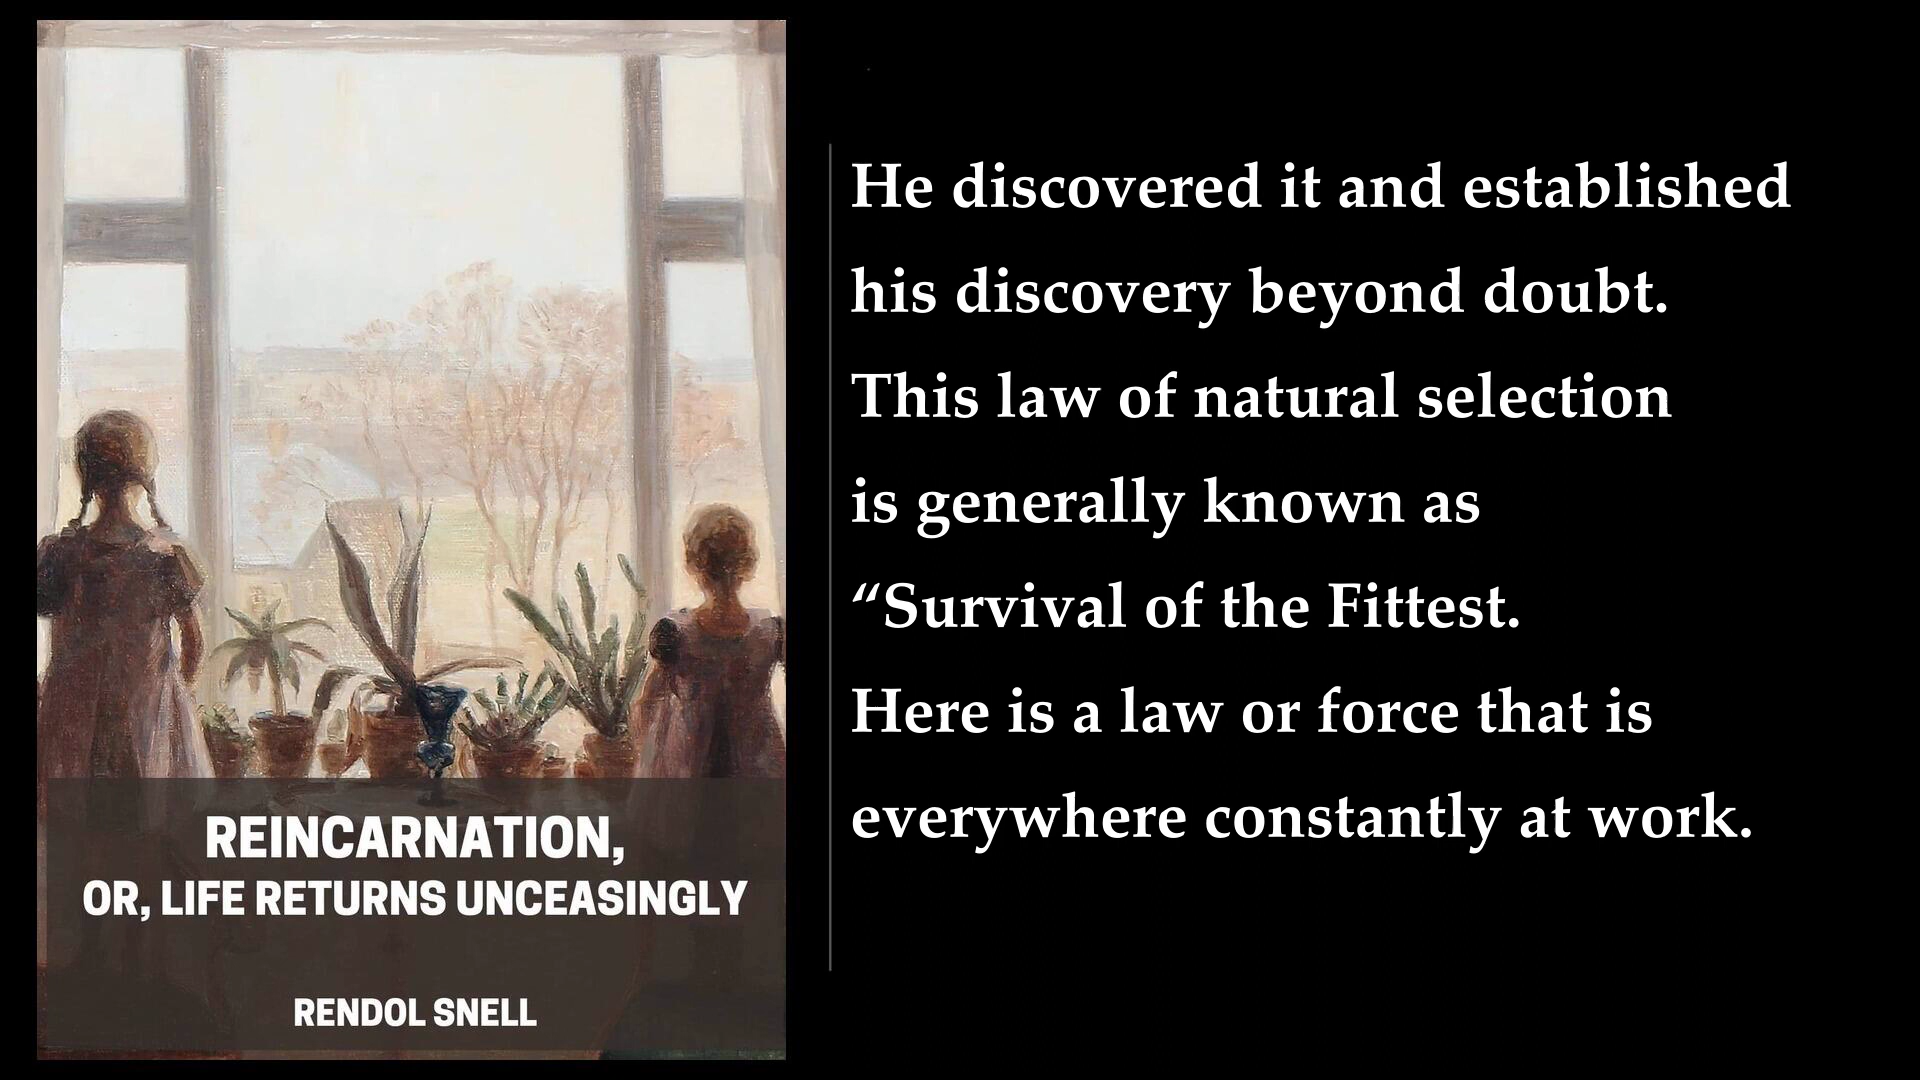 REINCARNATION,
OR, LIFE RETURNS UNCEASINGLY
RENDOL SNELL
He discovered it and established
his discovery beyond doubt.
This law of natural selection
is generally known as
“Survival of the Fittest.
Here is a law or force that is
everywhere constantly at work.